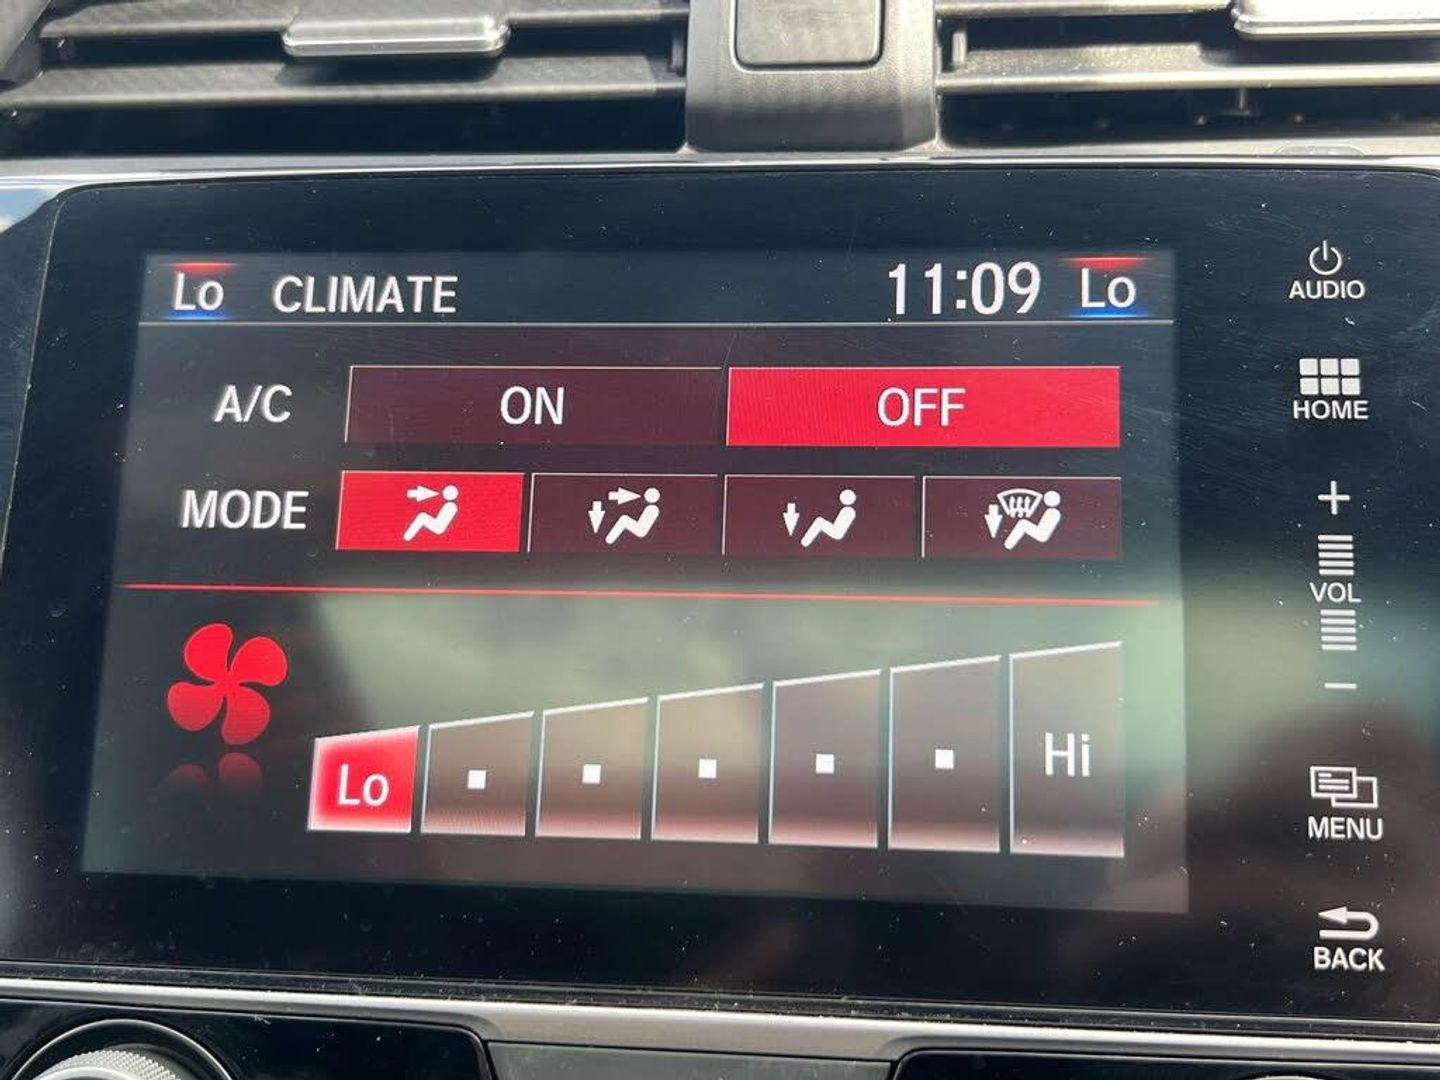 Lo CLIMATE 11:09 Lo
A/C ON OFF
MODE
Lo Hi
AUDIO
HOME
+
VOL
-
MENU
BACK